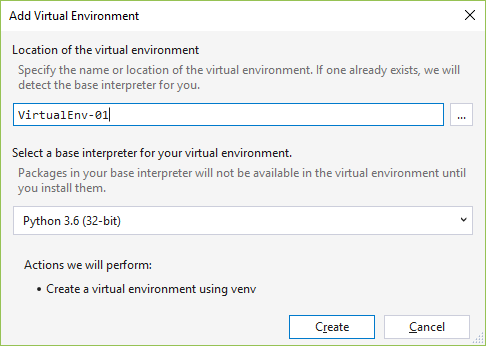 Add Virtual Environment
Location of the virtual environment
Specify the name or location of the virtual environment. If one already exists, we will
detect the base interpreter for you.
VirtualEnv-01
...
Select a base interpreter for your virtual environment.
Packages in your base interpreter will not be available in the virtual environment until
you install them.
Python 3.6 (32-bit)
Actions we will perform:
• Create a virtual environment using venv
Create
Cancel